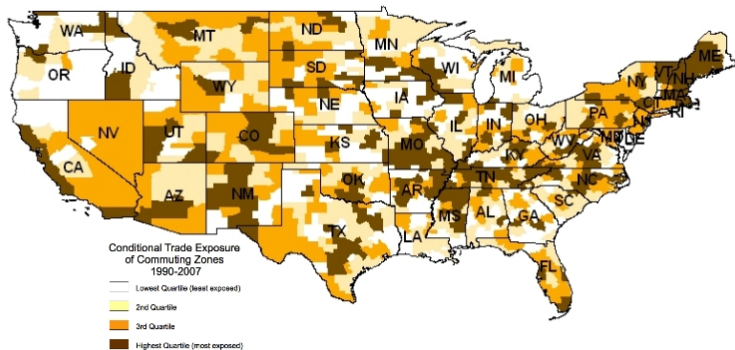 WA
MT
ND
MN
ME
OR
ID
SD
WI
MI
NY
VT
NH
MA
CT
RI
WY
NE
IA
PA
NJ
NV
UT
CO
KS
MO
IL
IN
OH
WV
MD
DE
VA
KY
CA
AZ
NM
OK
AR
TN
NC
SC
TX
LA
MS
AL
GA
FL
Conditional Trade Exposure
of Commuting Zones
1990-2007
Lowest Quartile (least exposed)
2nd Quartile
3rd Quartile
Highest Quartile (most exposed)